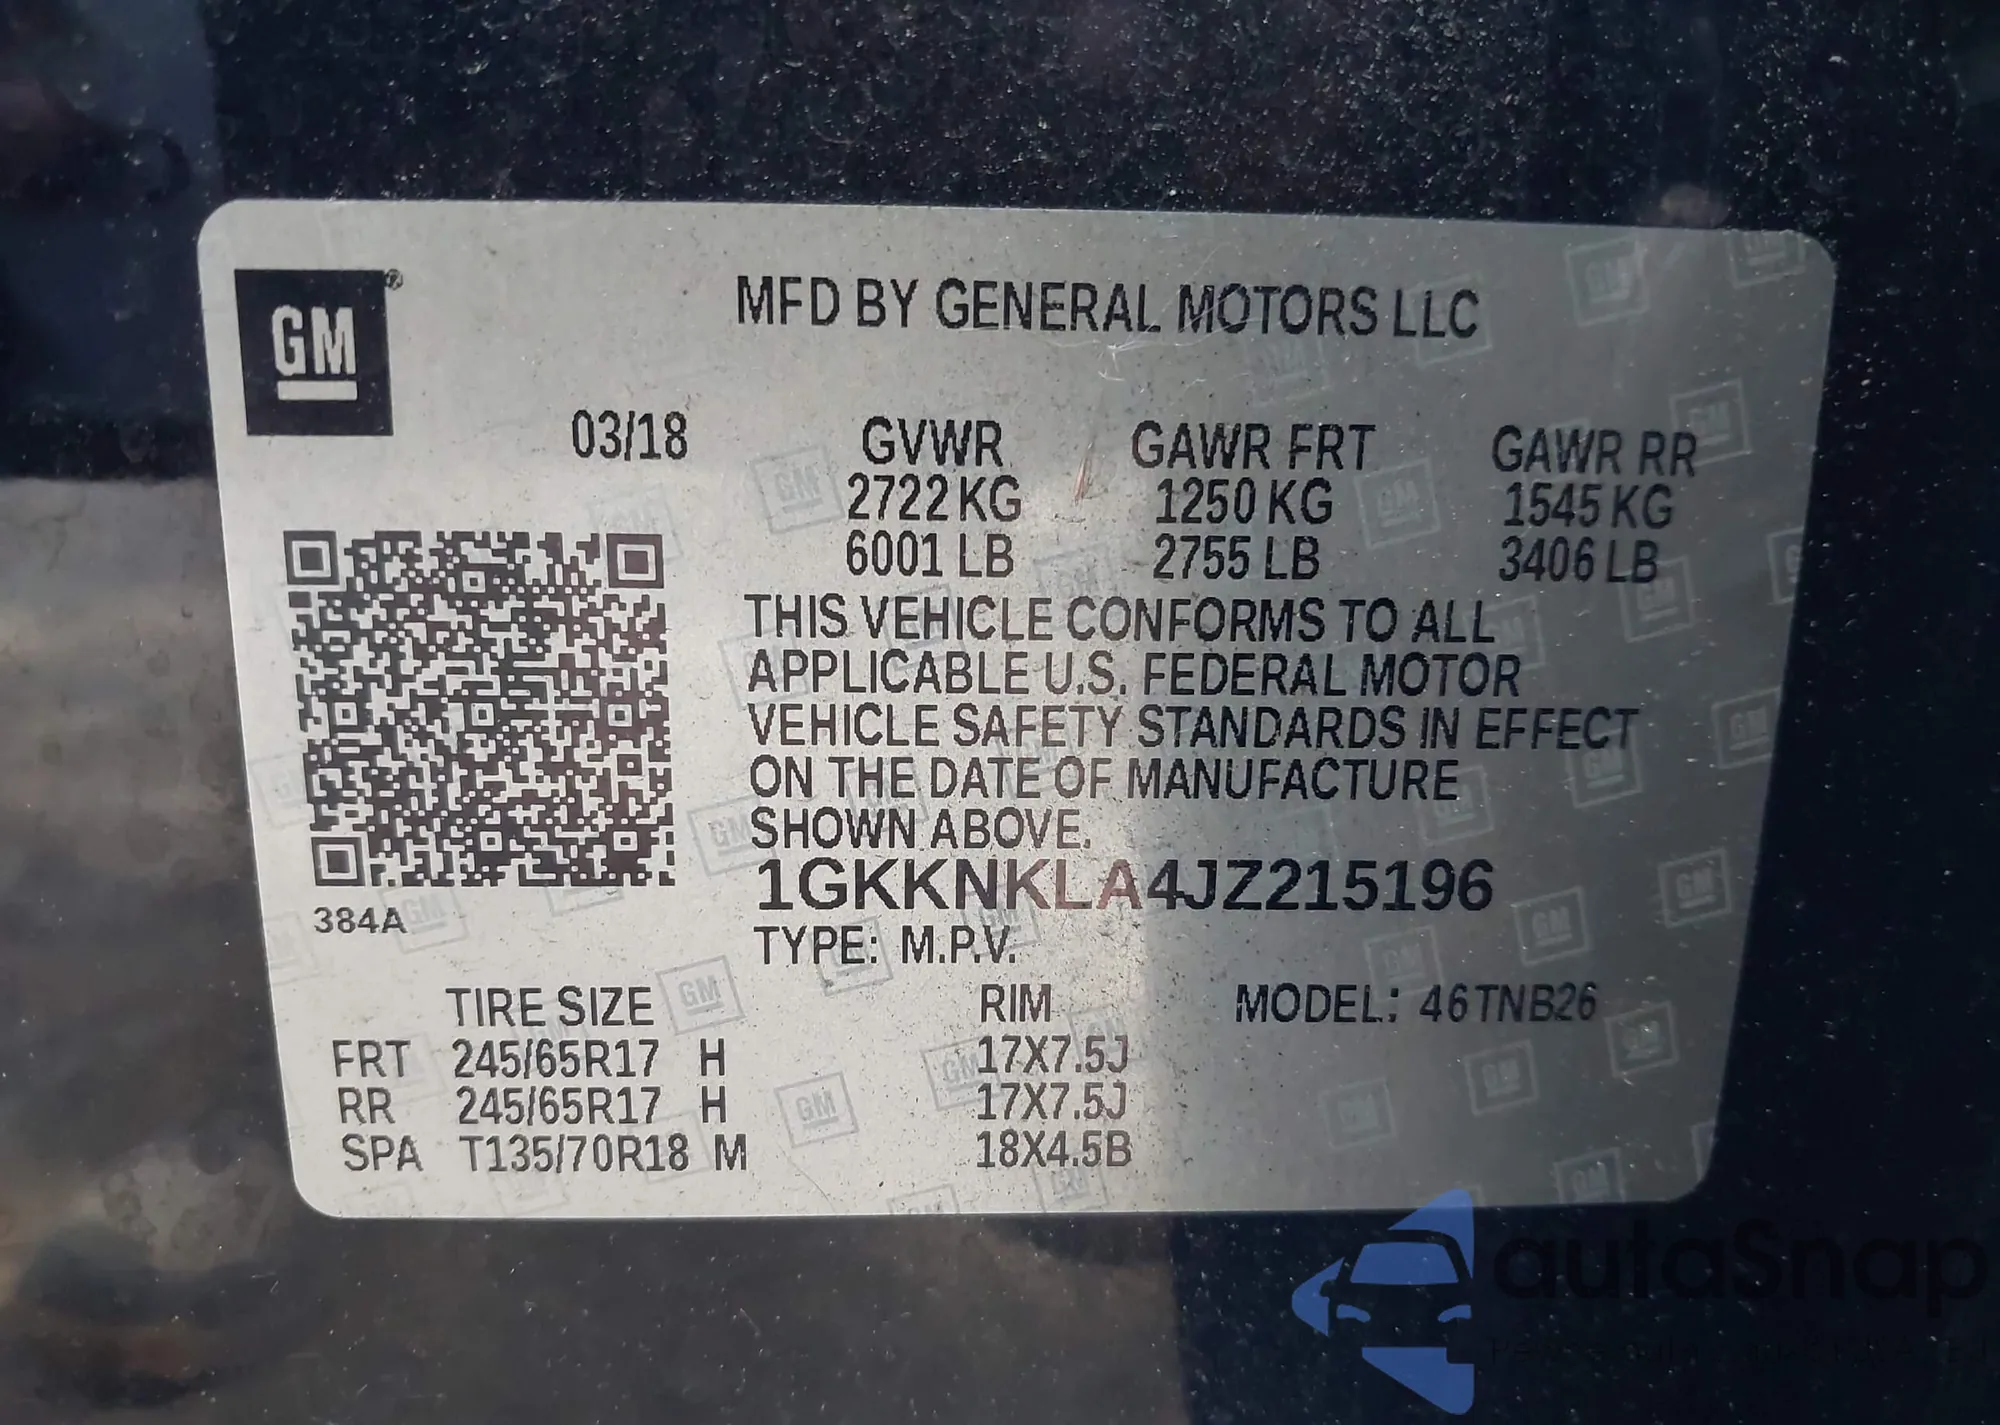 GM®
MFD BY GENERAL MOTORS LLC
03/18 GVWR GAWR FRT GAWR RR
2722 KG 1250 KG 1545 KG
6001 LB 2755 LB 3406 LB
THIS VEHICLE CONFORMS TO ALL
APPLICABLE U.S. FEDERAL MOTOR
VEHICLE SAFETY STANDARDS IN EFFECT
ON THE DATE OF MANUFACTURE
SHOWN ABOVE.
1GKKNKLA4JZ215196
384A
TYPE: M.P.V.
TIRE SIZE RIM MODEL: 46TNB26
FRT 245/65R17 H 17X7.5J
RR 245/65R17 H 17X7.5J
SPA T135/70R18 M 18X4.5B
autaSnap